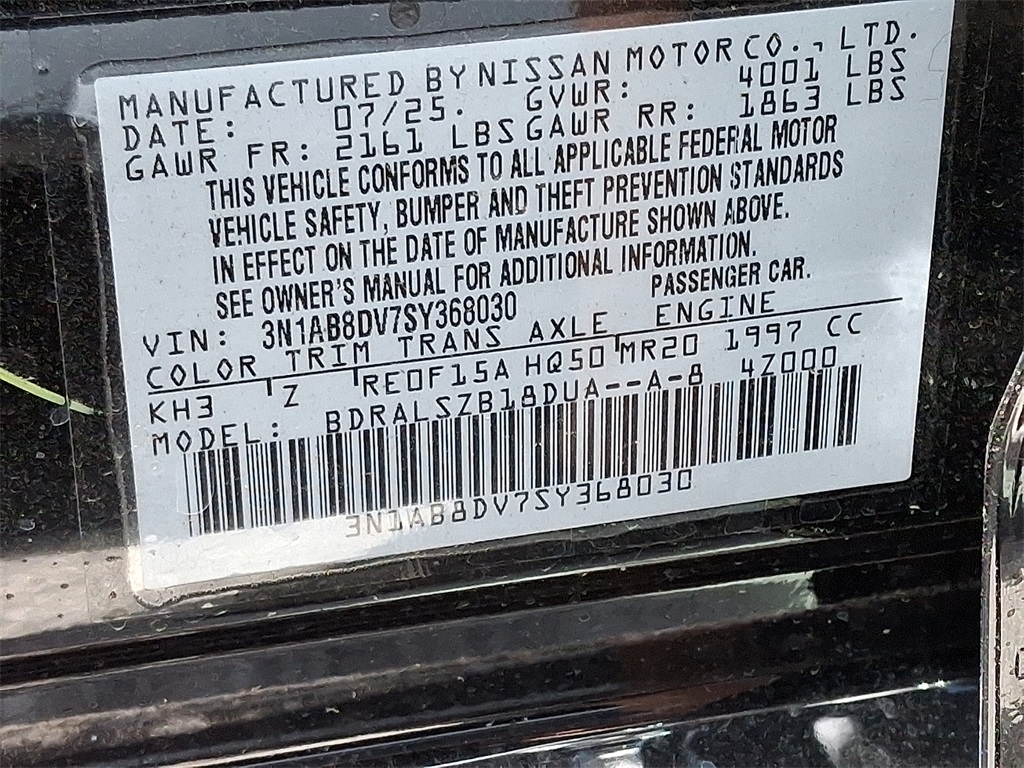 MANUFACTURED BY NISSAN MOTOR CO., LTD.
DATE: 07/25. GVWR: 4001 LBS
GAWR FR: 2161 LBS GAWR RR: 1863 LBS
THIS VEHICLE CONFORMS TO ALL APPLICABLE FEDERAL MOTOR
VEHICLE SAFETY, BUMPER AND THEFT PREVENTION STANDARDS
IN EFFECT ON THE DATE OF MANUFACTURE SHOWN ABOVE.
SEE OWNER'S MANUAL FOR ADDITIONAL INFORMATION.
VIN: 3N1AB8DV7SY368030 PASSENGER CAR.
COLOR TRIM TRANS AXLE ENGINE
KH3 Z RE0F15A HQ50 MR20 1997 CC
MODEL: BDRALSZB18DUA--A-8 4Z000
3N1AB8DV7SY368030